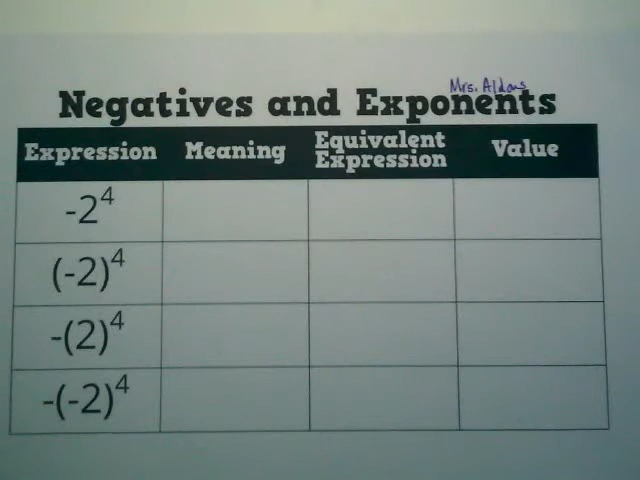 Mrs. Aldous
Negatives and Exponents
Expression Meaning Equivalent Expression Value
-2⁴
(-2)⁴
-(2)⁴
-(-2)⁴